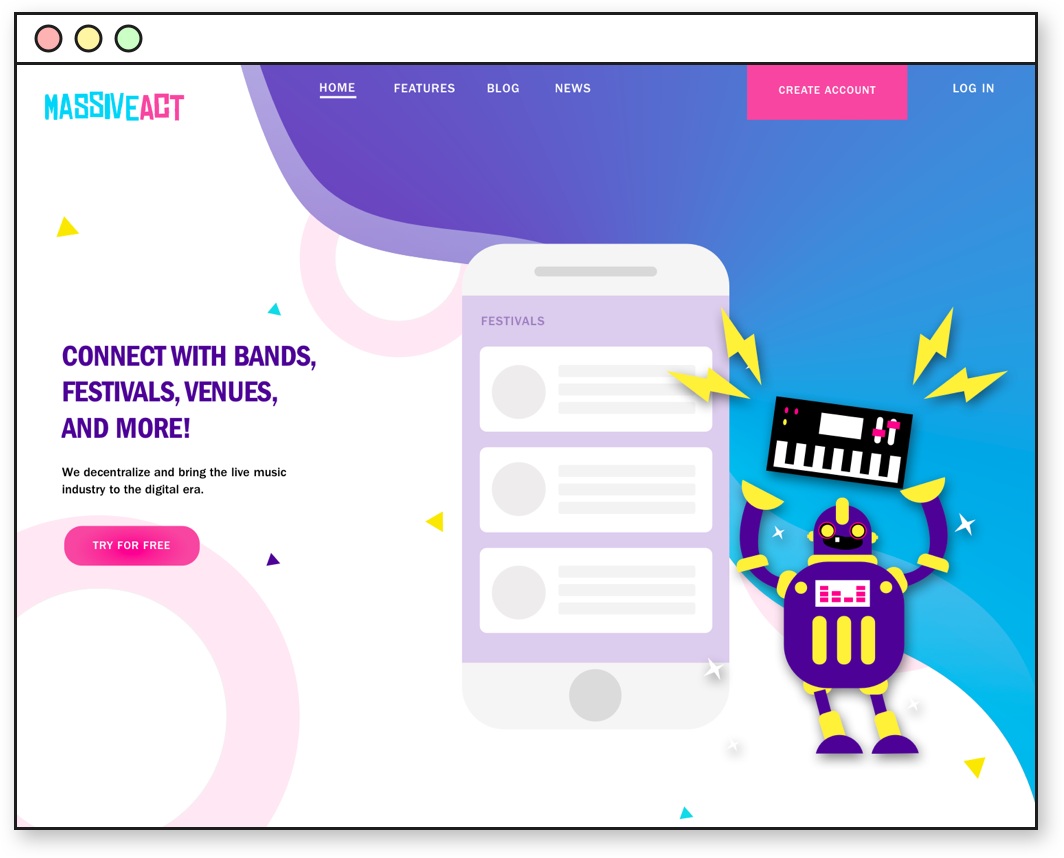 MASSIVEACT
HOME FEATURES BLOG NEWS CREATE ACCOUNT LOG IN
FESTIVALS
CONNECT WITH BANDS,
FESTIVALS, VENUES,
AND MORE!
We decentralize and bring the live music
industry to the digital era.
TRY FOR FREE